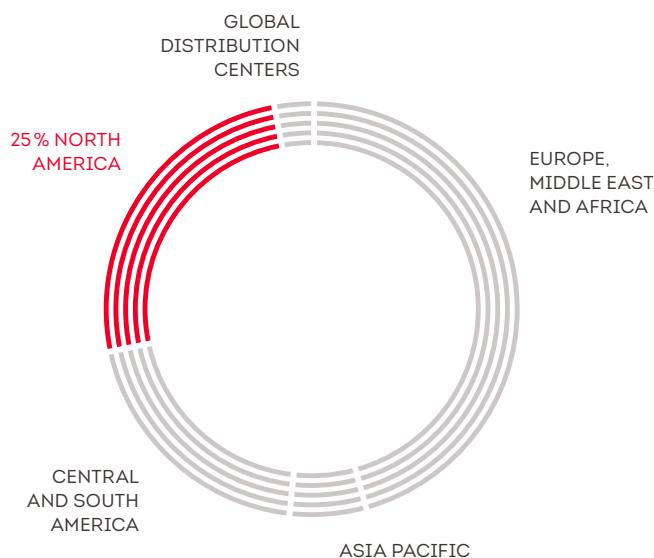 GLOBAL
DISTRIBUTION
CENTERS
25% NORTH
AMERICA
EUROPE,
MIDDLE EAST
AND AFRICA
CENTRAL
AND SOUTH
AMERICA
ASIA PACIFIC